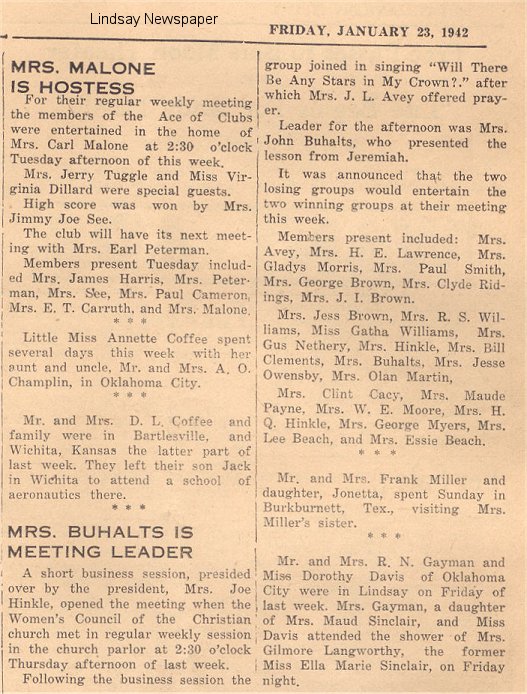 Lindsay Newspaper
FRIDAY, JANUARY 23, 1942
MRS. MALONE
IS HOSTESS
For their regular weekly meeting
the members of the Ace of Clubs
were entertained in the home of
Mrs. Carl Malone at 2:30 o'clock
Tuesday afternoon of this week.
Mrs. Jerry Tuggle and Miss Vir-
ginia Dillard were special guests.
High score was won by Mrs.
Jimmy Joe See.
The club will have its next meet-
ing with Mrs. Earl Peterman.
Members present Tuesday includ-
ed Mrs. James Harris, Mrs. Peter-
man, Mrs. See, Mrs. Paul Cameron,
Mrs. E. T. Carruth, and Mrs. Malone.
* * *
Little Miss Annette Coffee spent
several days this week with her
aunt and uncle, Mr. and Mrs. A. O.
Champlin, in Oklahoma City.
* * *
Mr. and Mrs. D. L. Coffee and
family were in Bartlesville, and
Wichita, Kansas the latter part of
last week. They left their son Jack
in Wichita to attend a school of
aeronautics there.
* * *
MRS. BUHALTS IS
MEETING LEADER
A short business session, presided
over by the president, Mrs. Joe
Hinkle, opened the meeting when the
Women's Council of the Christian
church met in regular weekly session
in the church parlor at 2:30 o'clock
Thursday afternoon of last week.
Following the business session the
group joined in singing "Will There
Be Any Stars in My Crown?." after
which Mrs. J. L. Avey offered pray-
er.
Leader for the afternoon was Mrs.
John Buhalts, who presented the
lesson from Jeremiah.
It was announced that the two
losing groups would entertain the
two winning groups at their meeting
this week.
Members present included: Mrs.
Avey, Mrs. H. E. Lawrence, Mrs.
Gladys Morris, Mrs. Paul Smith,
Mrs. George Brown, Mrs. Clyde Rid-
ings, Mrs. J. I. Brown.
Mrs. Jess Brown, Mrs. R. S. Wil-
liams, Miss Gatha Williams, Mrs.
Gus Nethery, Mrs. Hinkle, Mrs. Bill
Clements, Mrs. Buhalts, Mrs. Jesse
Owensby, Mrs. Olan Martin,
Mrs. Clint Cacy, Mrs. Maude
Payne, Mrs. W. E. Moore, Mrs. H.
Q. Hinkle, Mrs. George Myers, Mrs.
Lee Beach, and Mrs. Essie Beach.
* * *
Mr. and Mrs. Frank Miller and
daughter, Jonetta, spent Sunday in
Burkburnett, Tex., visiting Mrs.
Miller's sister.
* * *
Mr. and Mrs. R. N. Gayman and
Miss Dorothy Davis of Oklahoma
City were in Lindsay on Friday of
last week. Mrs. Gayman, a daughter
of Mrs. Maud Sinclair, and Miss
Davis attended the shower of Mrs.
Gilmore Langworthy, the former
Miss Ella Marie Sinclair, on Friday
night.